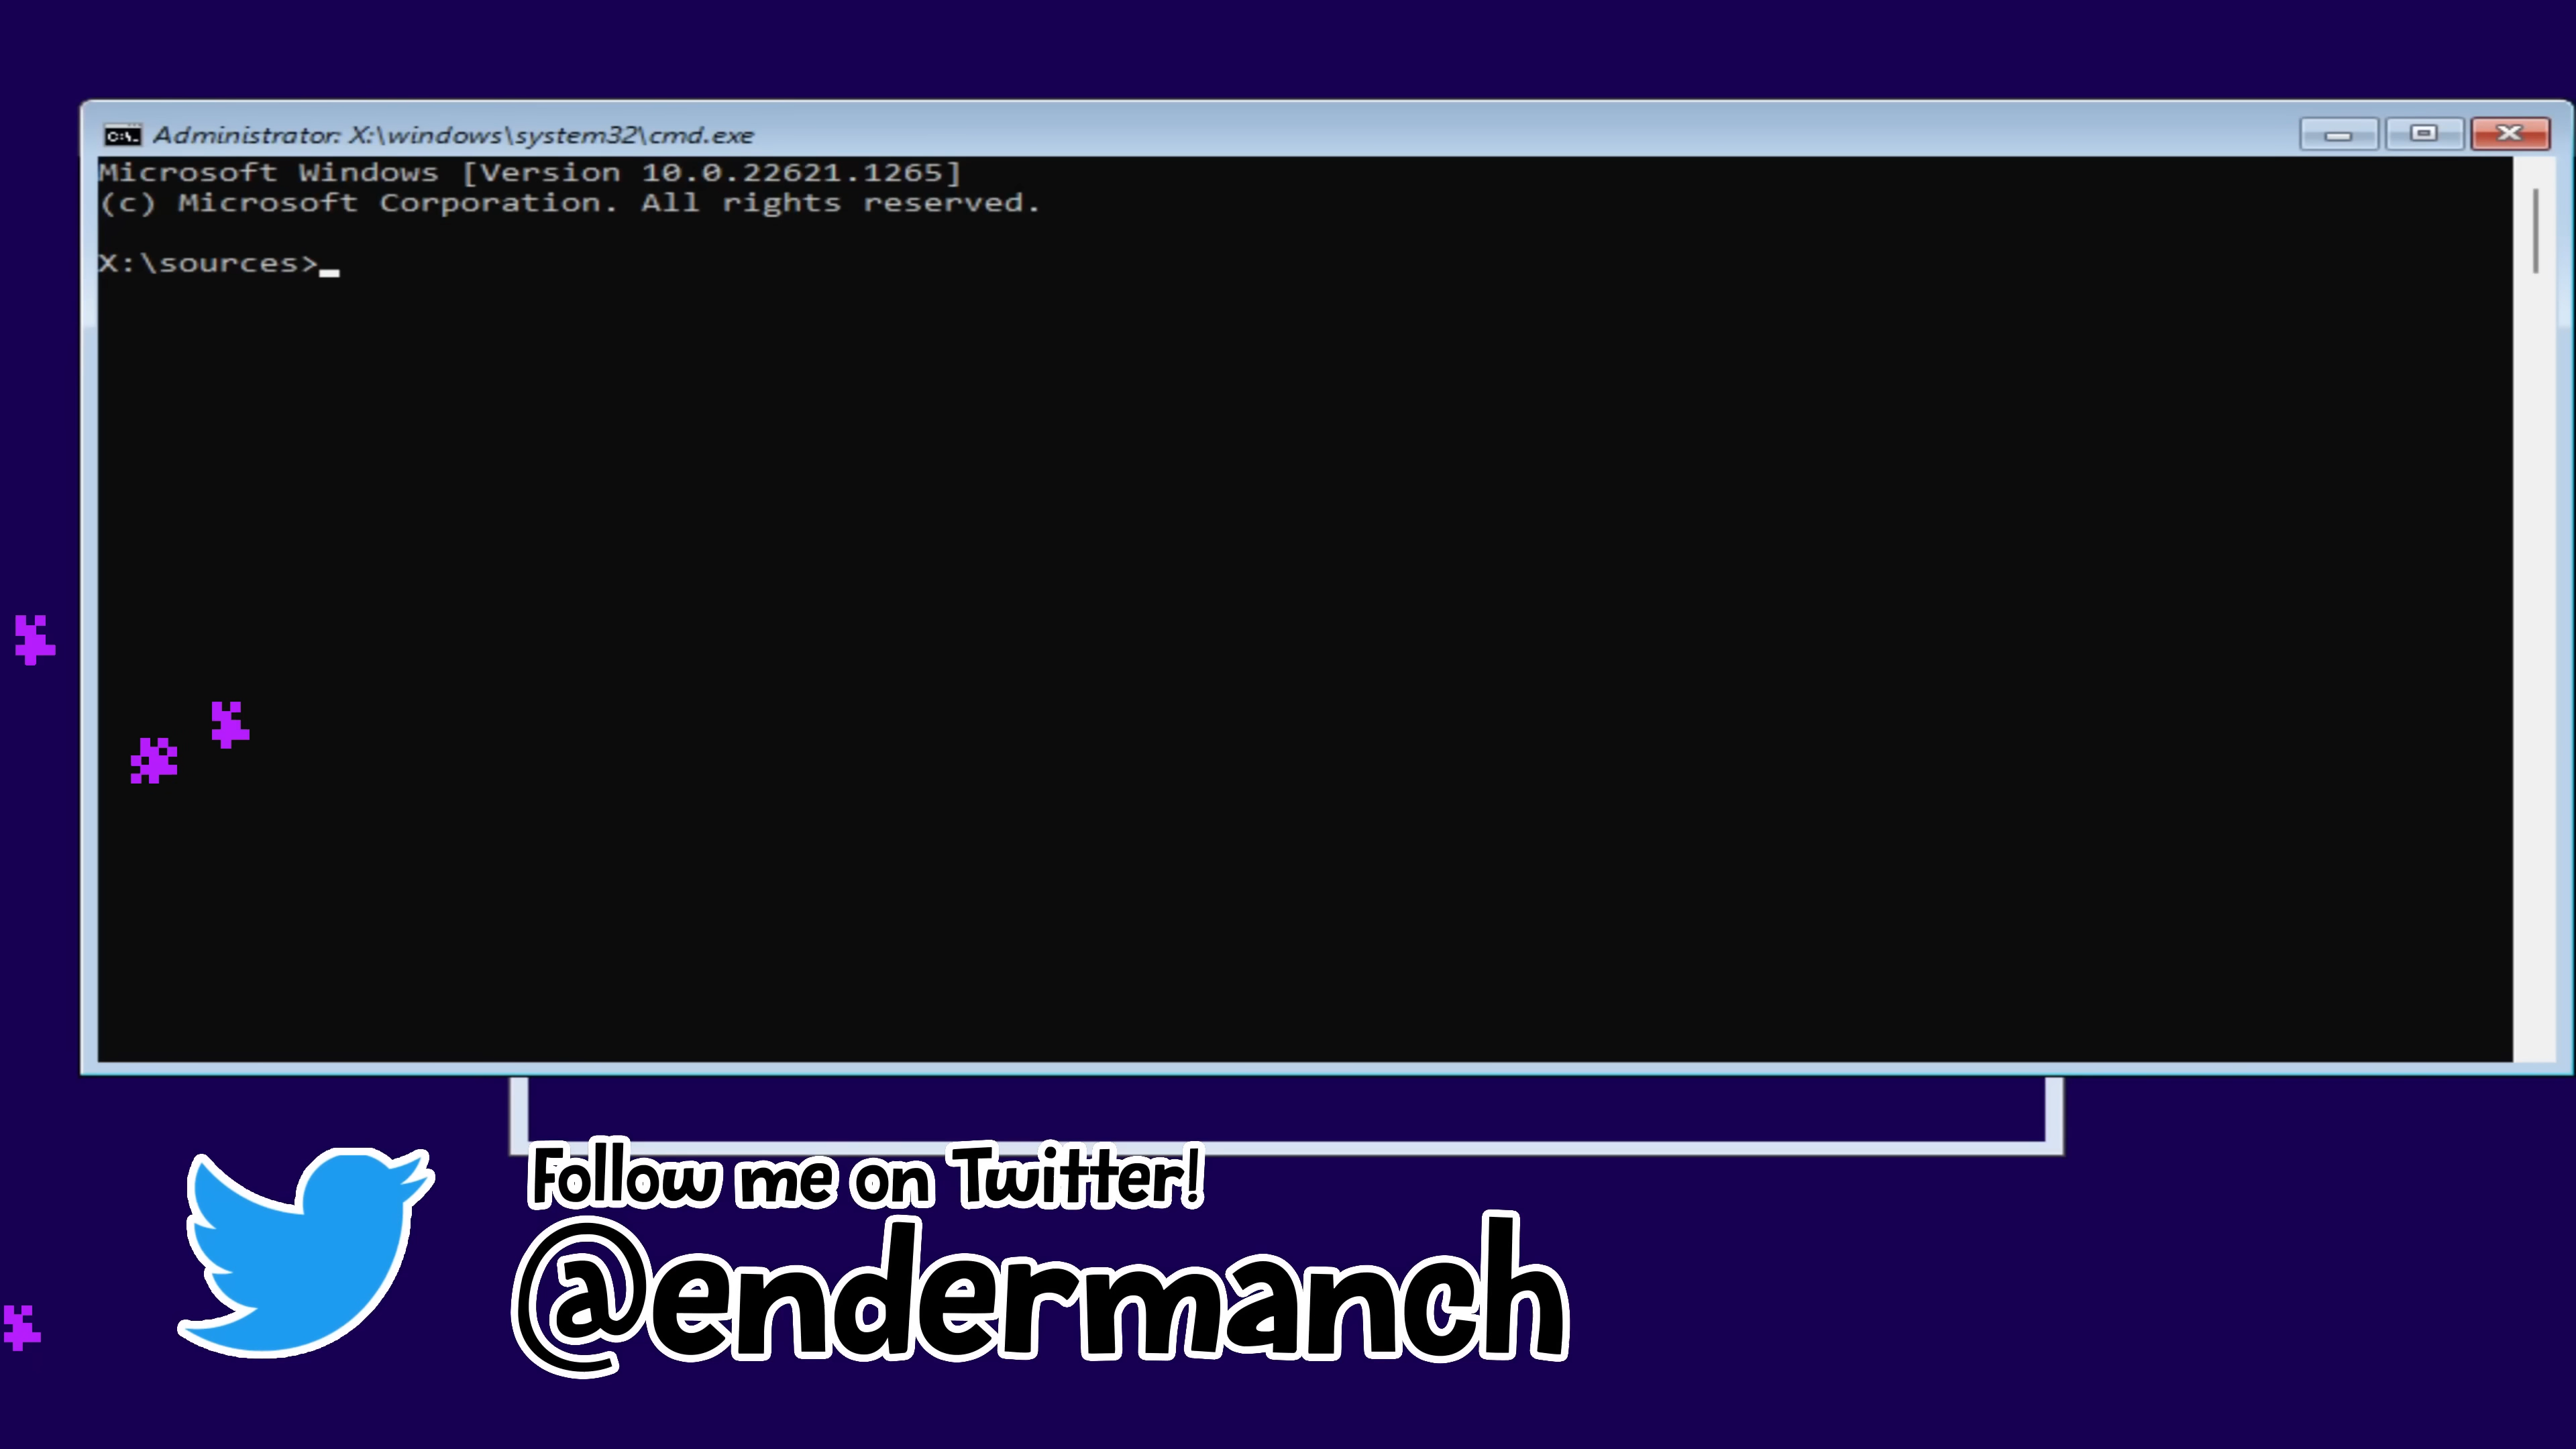 Administrator: X:\windows\system32\cmd.exe
Microsoft Windows [Version 10.0.22621.1265]
(c) Microsoft Corporation. All rights reserved.
X:\sources>
Follow me on Twitter!
@endermanch